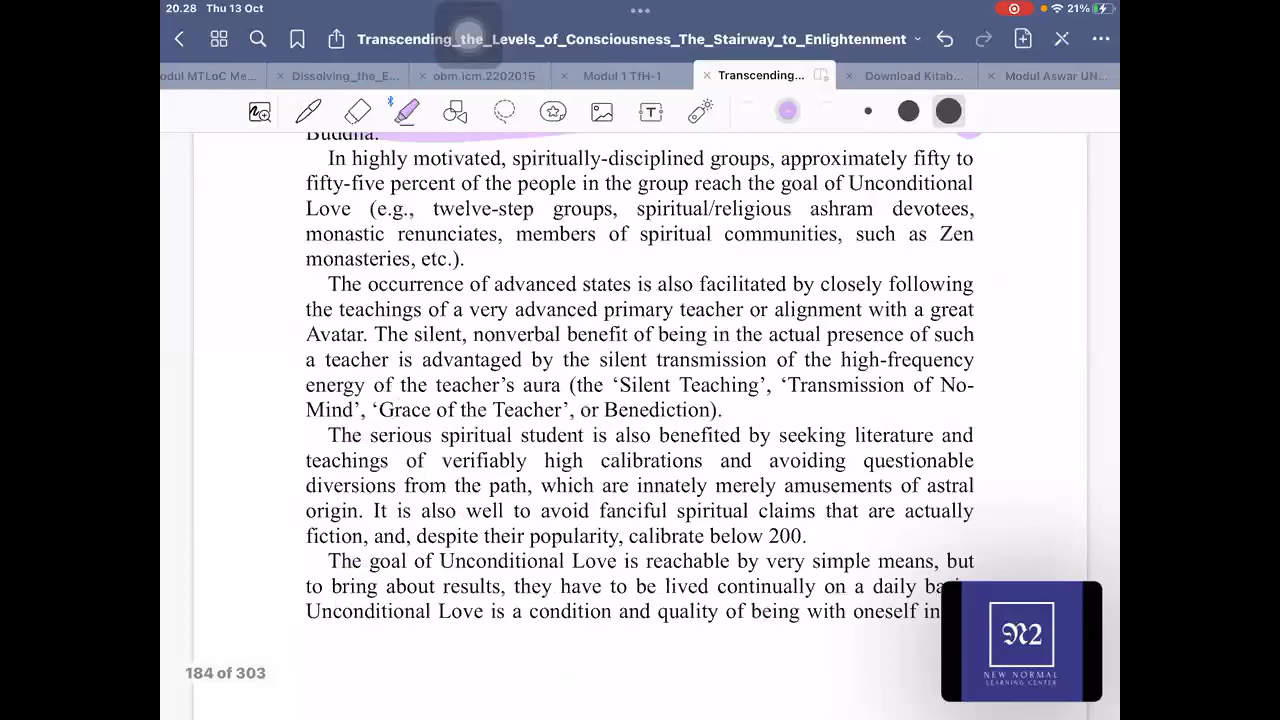 20.28 Thu 13 Oct
21%
Transcending_the_Levels_of_Consciousness_The_Stairway_to_Enlightenment
odul MTLoC Me...
Dissolving_the_E...
obm.icm.2202015
Modul 1 TfH-1
Transcending...
Download Kitab...
Modul Aswar UN...
Buddha.
In highly motivated, spiritually-disciplined groups, approximately fifty to
fifty-five percent of the people in the group reach the goal of Unconditional
Love (e.g., twelve-step groups, spiritual/religious ashram devotees,
monastic renunciates, members of spiritual communities, such as Zen
monasteries, etc.).
The occurrence of advanced states is also facilitated by closely following
the teachings of a very advanced primary teacher or alignment with a great
Avatar. The silent, nonverbal benefit of being in the actual presence of such
a teacher is advantaged by the silent transmission of the high-frequency
energy of the teacher’s aura (the ‘Silent Teaching’, ‘Transmission of No-
Mind’, ‘Grace of the Teacher’, or Benediction).
The serious spiritual student is also benefited by seeking literature and
teachings of verifiably high calibrations and avoiding questionable
diversions from the path, which are innately merely amusements of astral
origin. It is also well to avoid fanciful spiritual claims that are actually
fiction, and, despite their popularity, calibrate below 200.
The goal of Unconditional Love is reachable by very simple means, but
to bring about results, they have to be lived continually on a daily
Unconditional Love is a condition and quality of being with oneself in
184 of 303
N2
NEW NORMAL
LEARNING CENTER